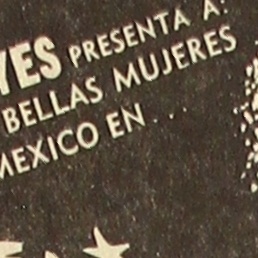 YES PRESENTA A:
BELLAS MUJERES
MEXICO EN...